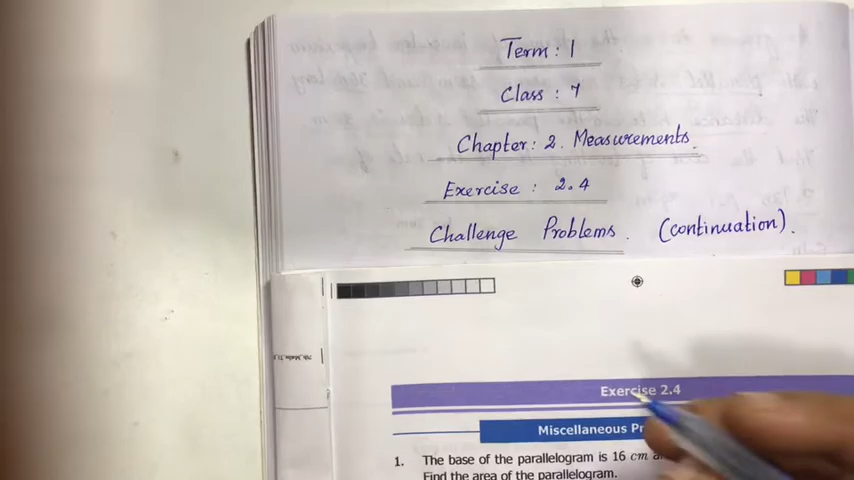 Term : 1
Class : 7
Chapter: 2. Measurements.
Exercise : 2.4
Challenge Problems. (continuation).
Exercise 2.4
Miscellaneous
1. The base of the parallelogram is 16 cm
Find the area of the parallelogram.